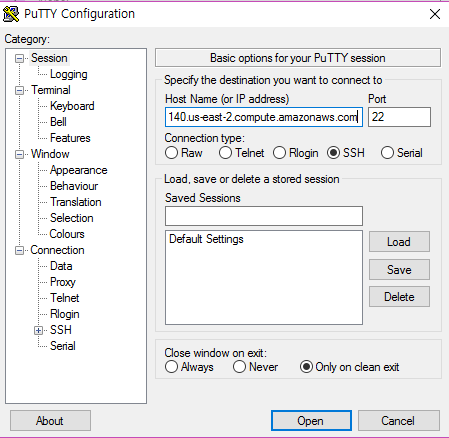 PuTTY Configuration
Category:
Session
Logging
Terminal
Keyboard
Bell
Features
Window
Appearance
Behaviour
Translation
Selection
Colours
Connection
Data
Proxy
Telnet
Rlogin
SSH
Serial
Basic options for your PuTTY session
Specify the destination you want to connect to
Host Name (or IP address) Port
140.us-east-2.compute.amazonaws.com 22
Connection type:
Raw Telnet Rlogin SSH Serial
Load, save or delete a stored session
Saved Sessions
Default Settings
Load
Save
Delete
Close window on exit:
Always Never Only on clean exit
About Open Cancel